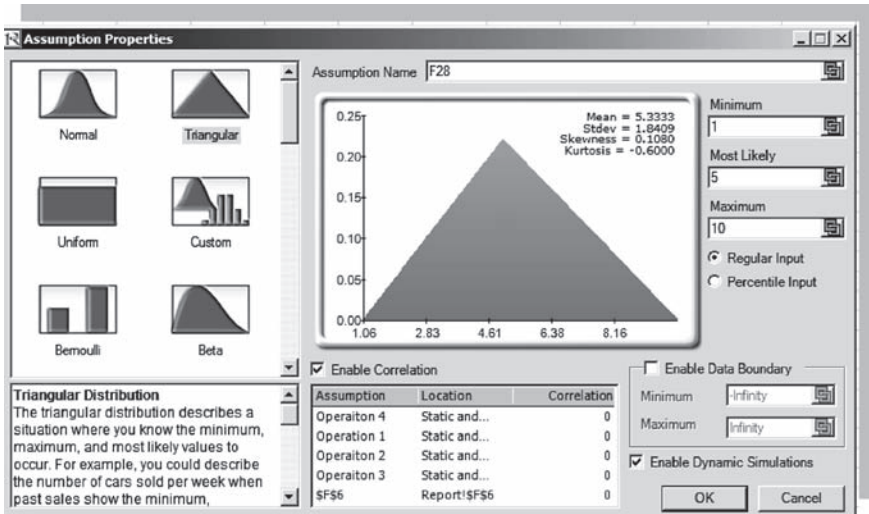 Assumption Properties
Normal
Triangular
Uniform
Custom
Bernoulli
Beta
Triangular Distribution
The triangular distribution describes a
situation where you know the minimum,
maximum, and most likely values to
occur. For example, you could describe
the number of cars sold per week when
past sales show the minimum,
Assumption Name F28
Mean = 5.3333
Stdev = 1.8409
Skewness = 0.1080
Kurtosis = -0.6000
0.25
0.20
0.15
0.10
0.05
0.00
1.06 2.83 4.61 6.38 8.16
Minimum
1
Most Likely
5
Maximum
10
Regular Input
Percentile Input
Enable Correlation
Assumption Location Correlation
Operaiton 4 Static and... 0
Operation 1 Static and... 0
Operaiton 2 Static and... 0
Operaiton 3 Static and... 0
$F$6 Report!$F$6 0
Enable Data Boundary
Minimum -Infinity
Maximum Infinity
Enable Dynamic Simulations
OK Cancel